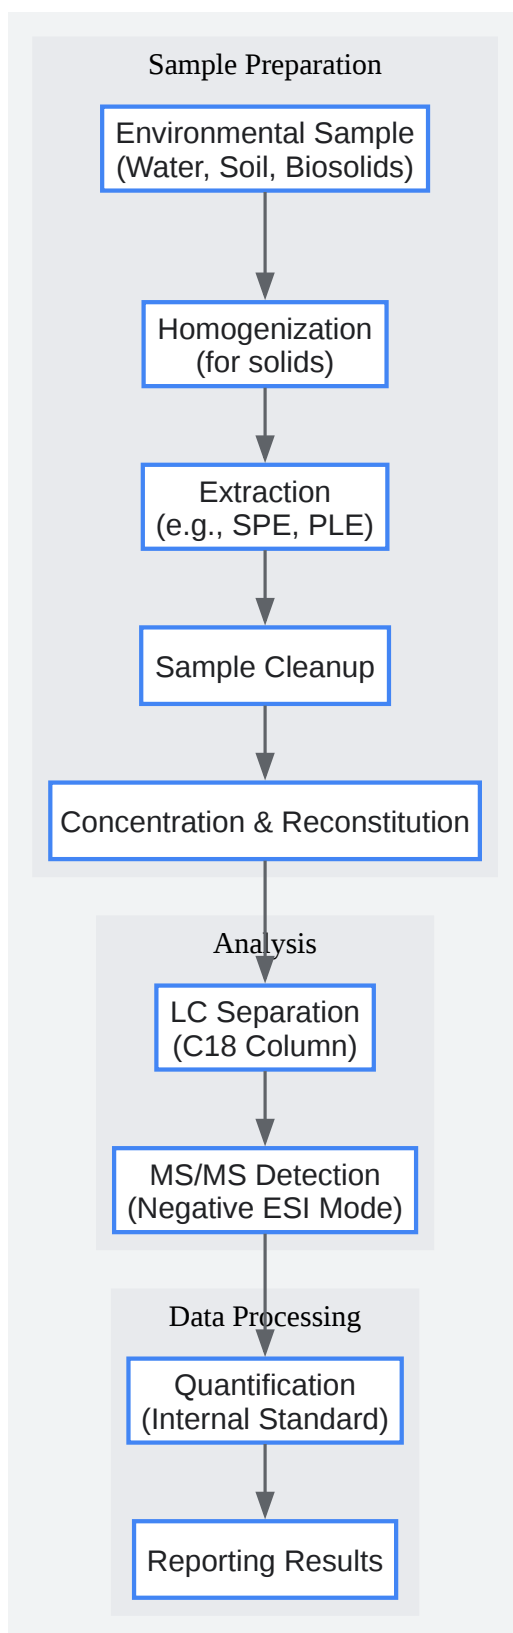 Sample Preparation
Environmental Sample
(Water, Soil, Biosolids)
Homogenization
(for solids)
Extraction
(e.g., SPE, PLE)
Sample Cleanup
Concentration & Reconstitution
Analysis
LC Separation
(C18 Column)
MS/MS Detection
(Negative ESI Mode)
Data Processing
Quantification
(Internal Standard)
Reporting Results